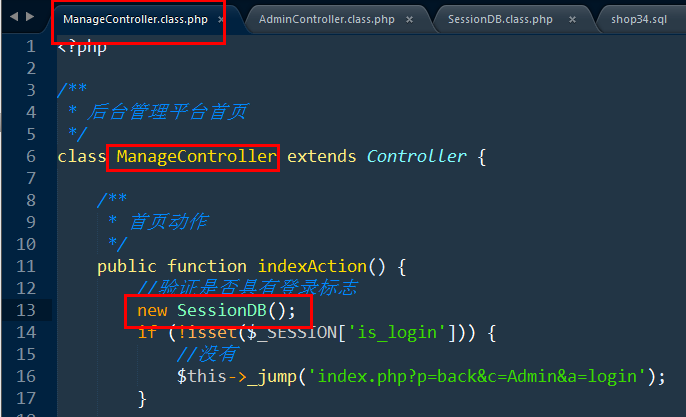 ManageController.class.php × AdminController.class.php × SessionDB.class.php × shop34.sql
1 <?php
2
3 /**
4 * 后台管理平台首页
5 */
6 class ManageController extends Controller {
7
8 /**
9 * 首页动作
10 */
11 public function indexAction() {
12 //验证是否具有登录标志
13 new SessionDB();
14 if (!isset($_SESSION['is_login'])) {
15 //没有
16 $this->_jump('index.php?p=back&c=Admin&a=login');
17 }